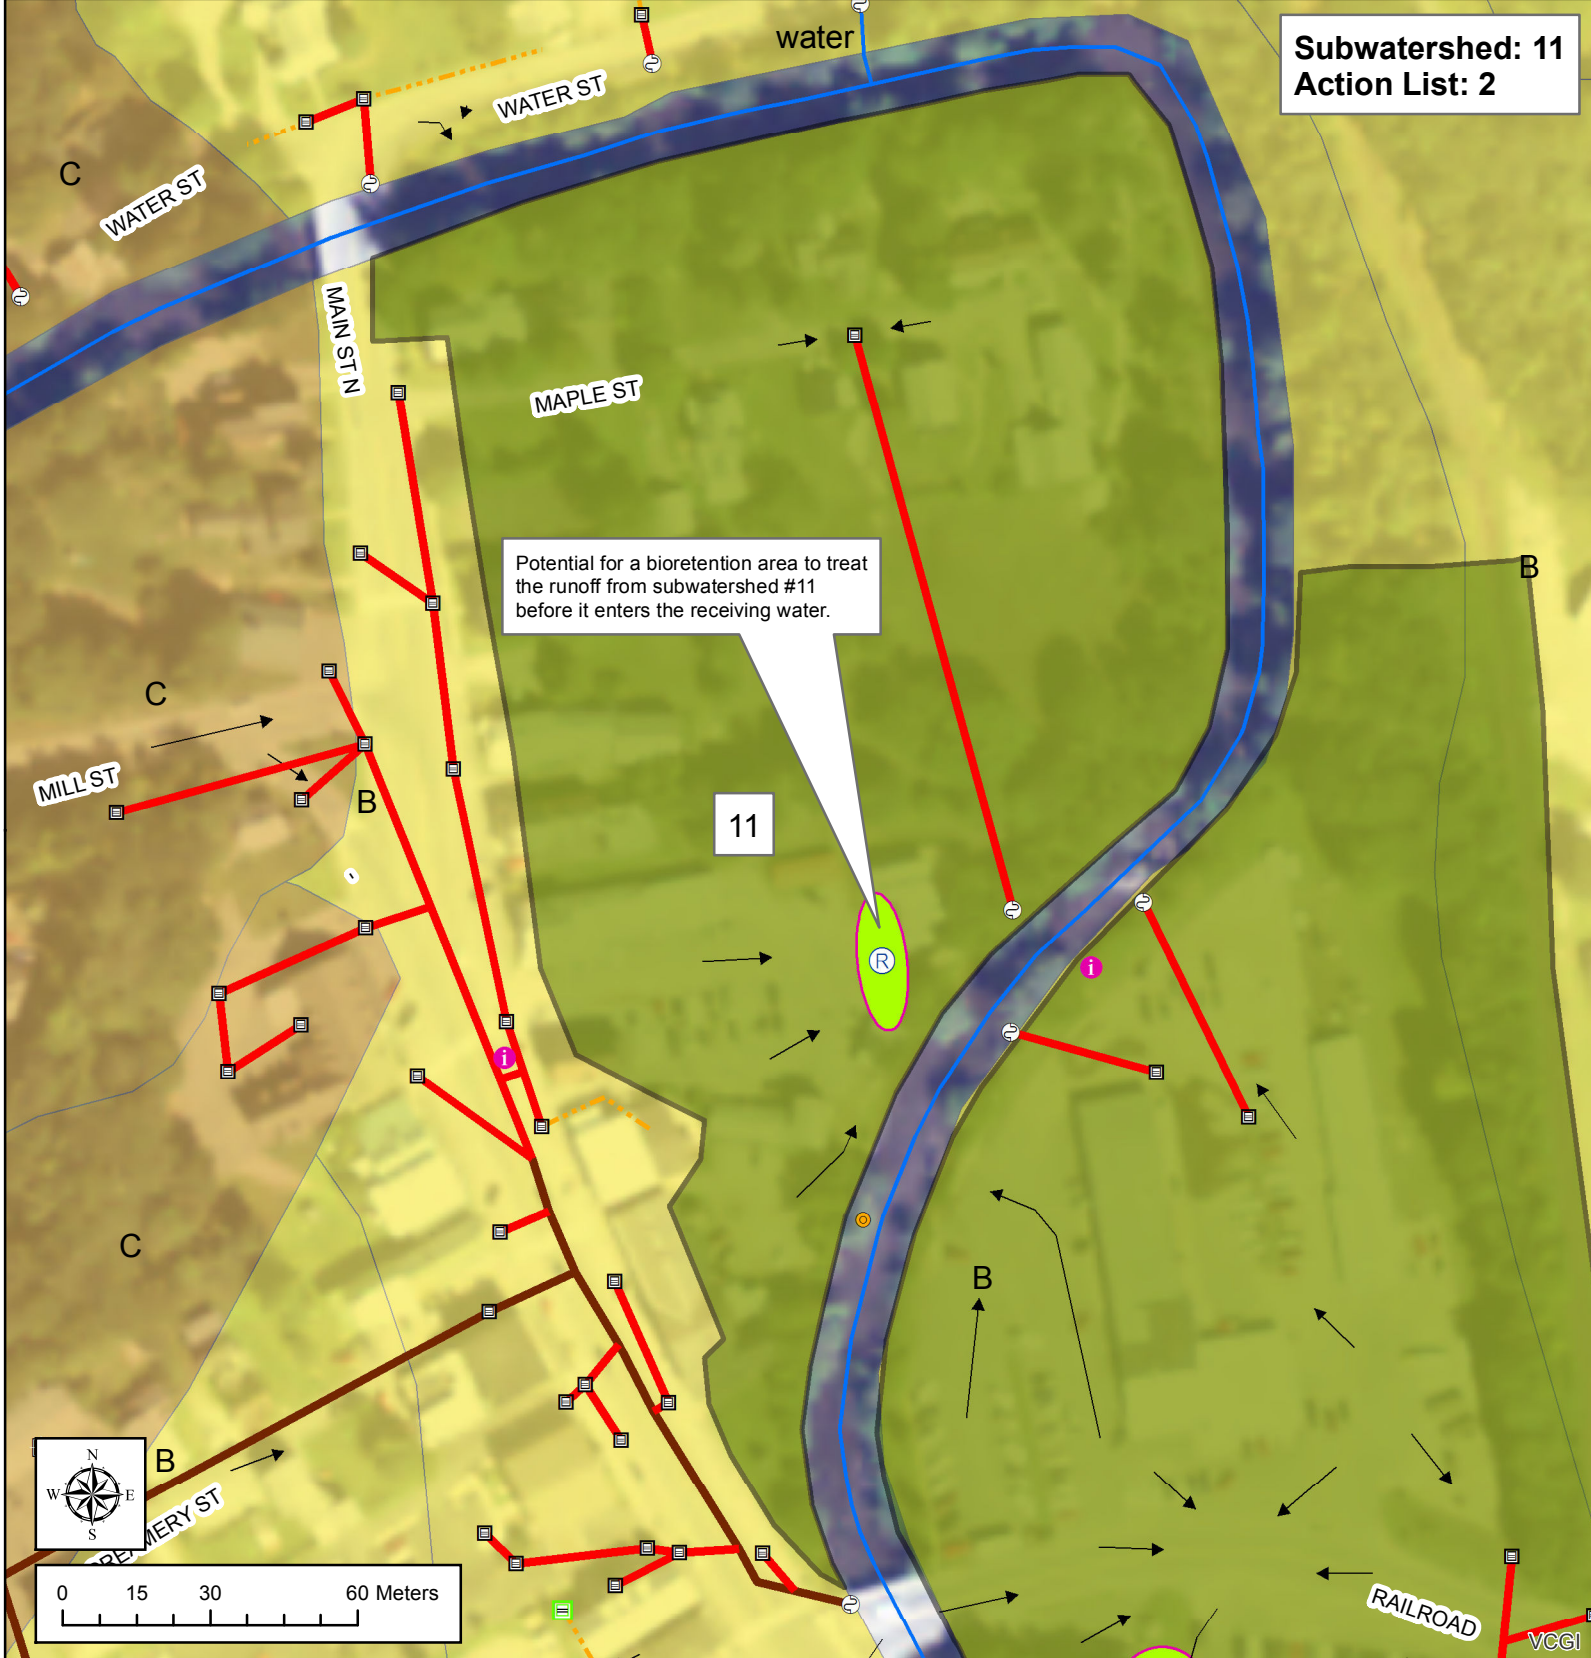 water
Subwatershed: 11
Action List: 2
WATER ST
C
WATER ST
MAIN ST N
MAPLE ST
Potential for a bioretention area to treat
the runoff from subwatershed #11
before it enters the receiving water.
B
C
MILL ST
B
11
R
i
i
C
B
B
N
W E
S
CREAMERY ST
0 15 30 60 Meters
RAILROAD
VCGI